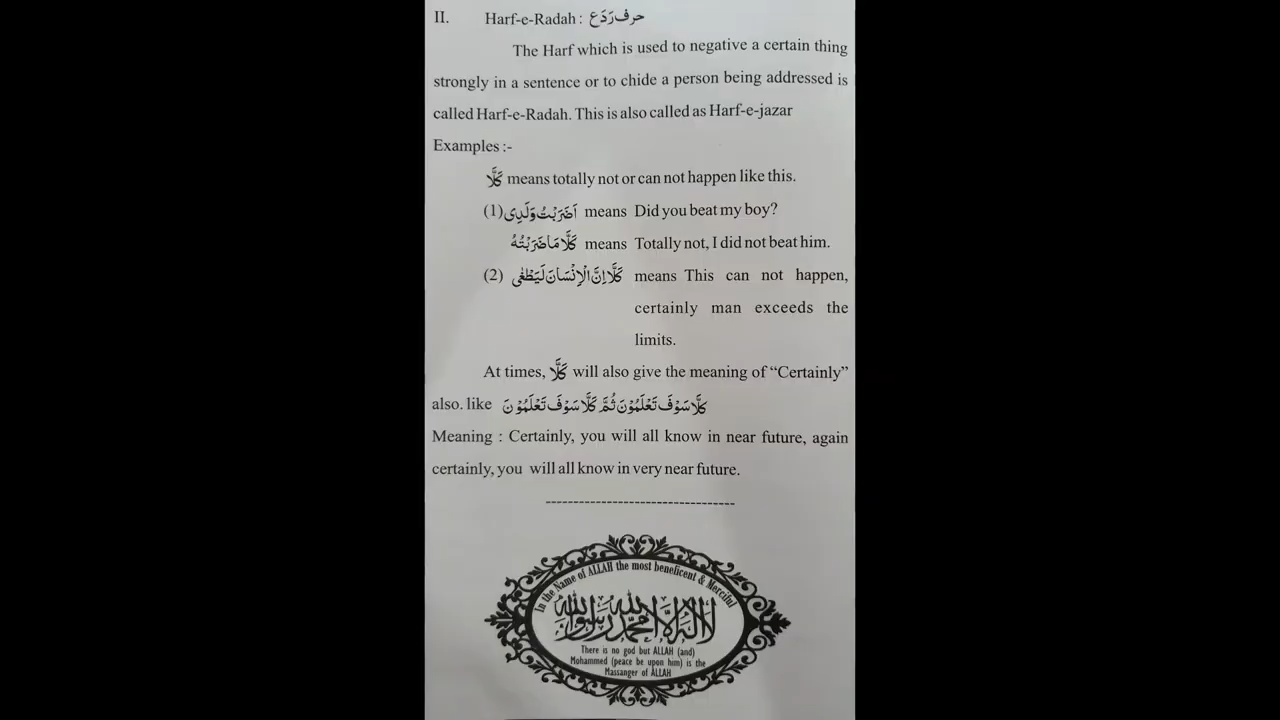 II. Harf-e-Radah : حرف رَدَع
The Harf which is used to negative a certain thing
strongly in a sentence or to chide a person being addressed is
called Harf-e-Radah. This is also called as Harf-e-jazar
Examples :-
كَلَّا means totally not or can not happen like this.
(1) اَضَرَبْتَ وَلَدِى means Did you beat my boy?
كَلَّا مَا ضَرَبْتُهُ means Totally not, I did not beat him.
(2) كَلَّا اِنَّ الْاِنْسَانَ لَيَطْغٰى means This can not happen,
certainly man exceeds the
limits.
At times, كَلَّا will also give the meaning of “Certainly”
also. like كَلَّا سَوْفَ تَعْلَمُوْنَ ثُمَّ كَلَّا سَوْفَ تَعْلَمُوْنَ
Meaning : Certainly, you will all know in near future, again
certainly, you will all know in very near future.
In the Name of ALLAH the most beneficent & Merciful
لا اله الا الله محمد رسول الله
There is no god but ALLAH (and)
Mohammed (peace be upon him) is the
Massanger of ALLAH